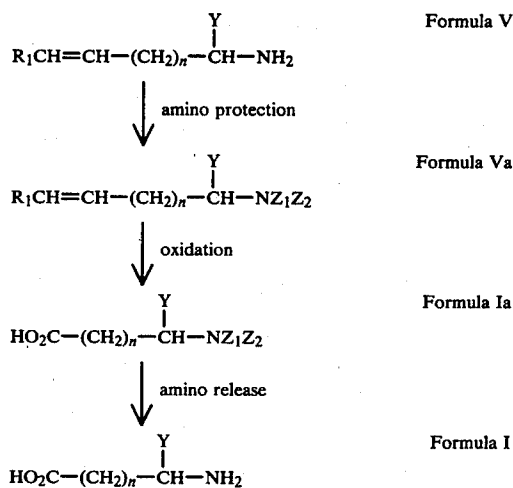 Y Formula V
R₁CH=CH—(CH₂)ₙ—CH—NH₂
amino protection
Y Formula Va
R₁CH=CH—(CH₂)ₙ—CH—NZ₁Z₂
oxidation
Y Formula Ia
HO₂C—(CH₂)ₙ—CH—NZ₁Z₂
amino release
Y Formula I
HO₂C—(CH₂)ₙ—CH—NH₂